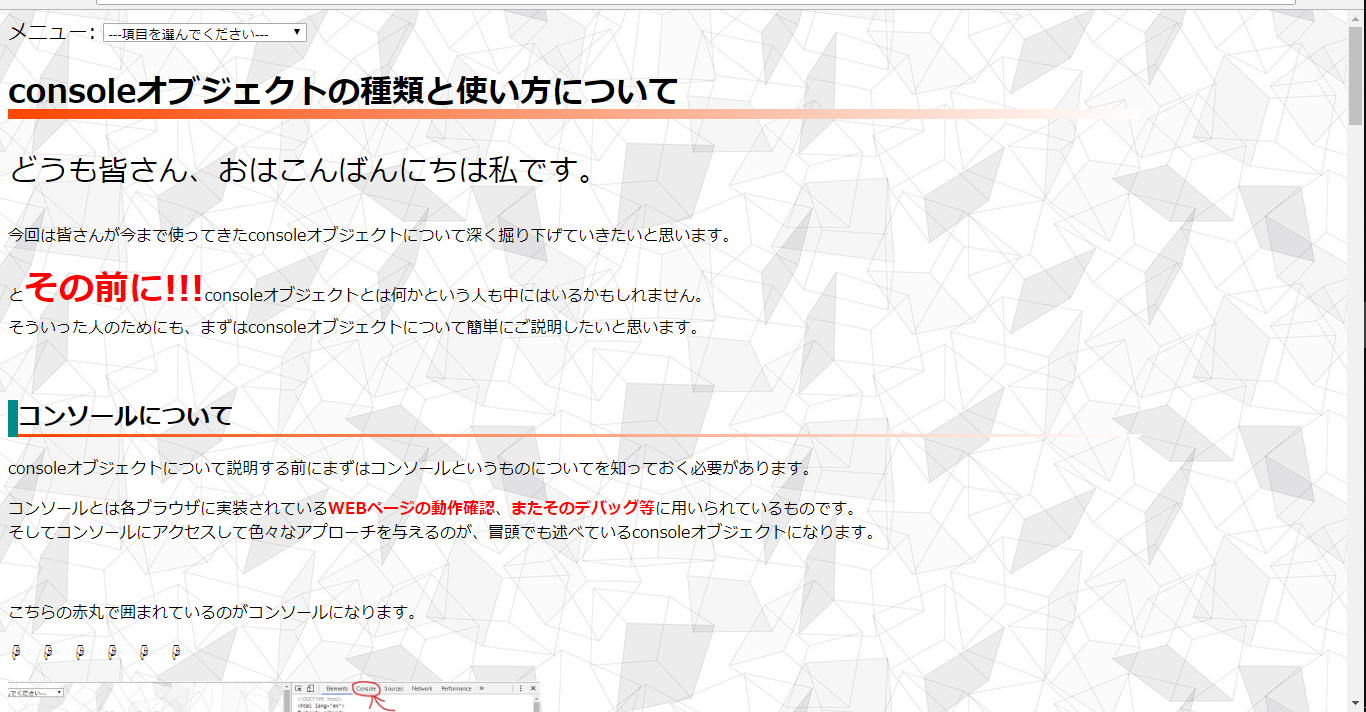 メニュー: ---項目を選んでください---
consoleオブジェクトの種類と使い方について
どうも皆さん、おはこんばんにちは私です。
今回は皆さんが今まで使ってきたconsoleオブジェクトについて深く掘り下げていきたいと思います。
とその前に!!!consoleオブジェクトとは何かという人も中にはいるかもしれません。
そういった人のためにも、まずはconsoleオブジェクトについて簡単にご説明したいと思います。
コンソールについて
consoleオブジェクトについて説明する前にまずはコンソールというものについてを知っておく必要があります。
コンソールとは各ブラウザに実装されているWEBページの動作確認、またそのデバッグ等に用いられているものです。
そしてコンソールにアクセスして色々なアプローチを与えるのが、冒頭でも述べているconsoleオブジェクトになります。
こちらの赤丸で囲まれているのがコンソールになります。
☟ ☟ ☟ ☟ ☟ ☟
でください--- Elements Console Sources Network Performance »
<!DOCTYPE html>
<html lang="en">